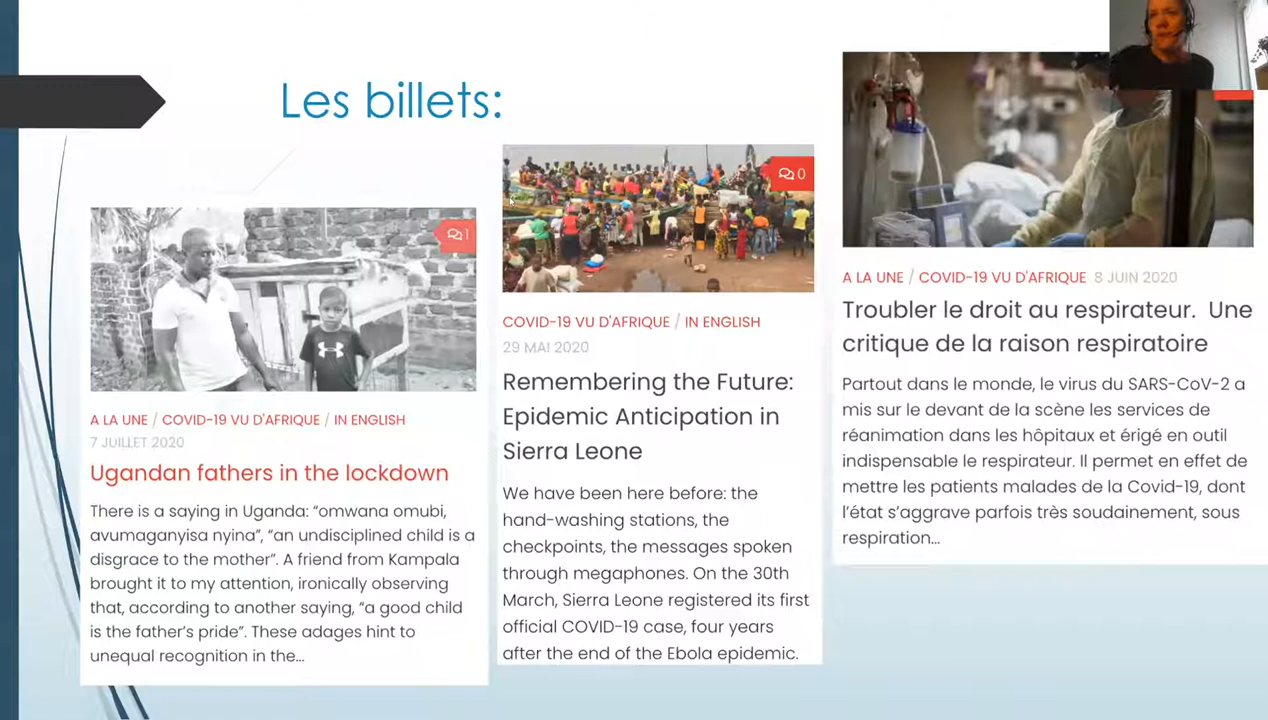 Les billets:
1
A LA UNE / COVID-19 VU D'AFRIQUE / IN ENGLISH
7 JUILLET 2020
Ugandan fathers in the lockdown
There is a saying in Uganda: “omwana omubi,
avumaganyisa nyina”, “an undisciplined child is a
disgrace to the mother”. A friend from Kampala
brought it to my attention, ironically observing
that, according to another saying, “a good child
is the father’s pride”. These adages hint to
unequal recognition in the...
0
COVID-19 VU D'AFRIQUE / IN ENGLISH
29 MAI 2020
Remembering the Future:
Epidemic Anticipation in
Sierra Leone
We have been here before: the
hand-washing stations, the
checkpoints, the messages spoken
through megaphones. On the 30th
March, Sierra Leone registered its first
official COVID-19 case, four years
after the end of the Ebola epidemic.
A LA UNE / COVID-19 VU D'AFRIQUE 8 JUIN 2020
Troubler le droit au respirateur. Une
critique de la raison respiratoire
Partout dans le monde, le virus du SARS-CoV-2 a
mis sur le devant de la scène les services de
réanimation dans les hôpitaux et érigé en outil
indispensable le respirateur. Il permet en effet de
mettre les patients malades de la Covid-19, dont
l’état s’aggrave parfois très soudainement, sous
respiration...